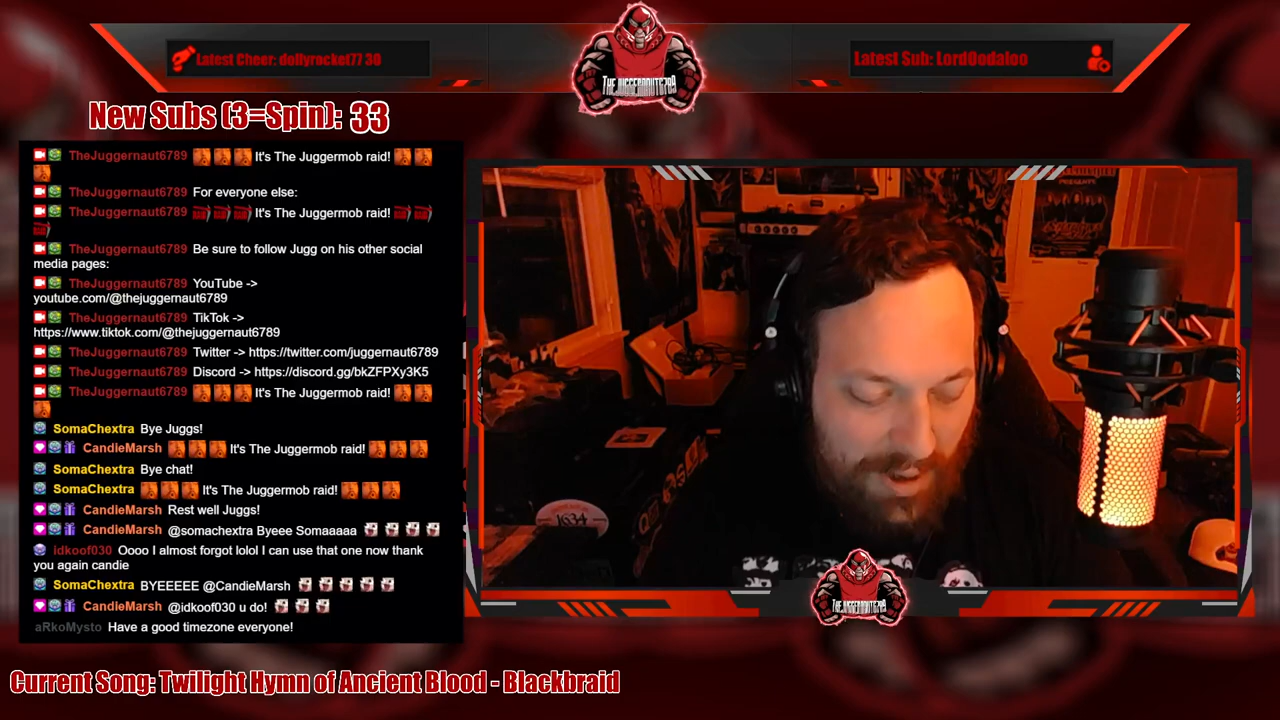 Latest Cheer: dollyrocket77 30
Latest Sub: LordOodaloo
THEJUGGERNAUT6789
New Subs (3=Spin): 33
TheJuggernaut6789 It's The Juggermob raid!
TheJuggernaut6789 For everyone else:
TheJuggernaut6789 It's The Juggermob raid!
TheJuggernaut6789 Be sure to follow Jugg on his other social
media pages:
TheJuggernaut6789 YouTube ->
youtube.com/@thejuggernaut6789
TheJuggernaut6789 TikTok ->
https://www.tiktok.com/@thejuggernaut6789
TheJuggernaut6789 Twitter -> https://twitter.com/juggernaut6789
TheJuggernaut6789 Discord -> https://discord.gg/bkZFPXy3K5
TheJuggernaut6789 It's The Juggermob raid!
SomaChextra Bye Juggs!
CandieMarsh It's The Juggermob raid!
SomaChextra Bye chat!
SomaChextra It's The Juggermob raid!
CandieMarsh Rest well Juggs!
CandieMarsh @somachextra Byeee Somaaaaa
idkoof030 Oooo I almost forgot lolol I can use that one now thank
you again candie
SomaChextra BYEEEEE @CandieMarsh
CandieMarsh @idkoof030 u do!
aRkoMysto Have a good timezone everyone!
1634
THEJUGGERNAUT6789
Current Song: Twilight Hymn of Ancient Blood - Blackbraid